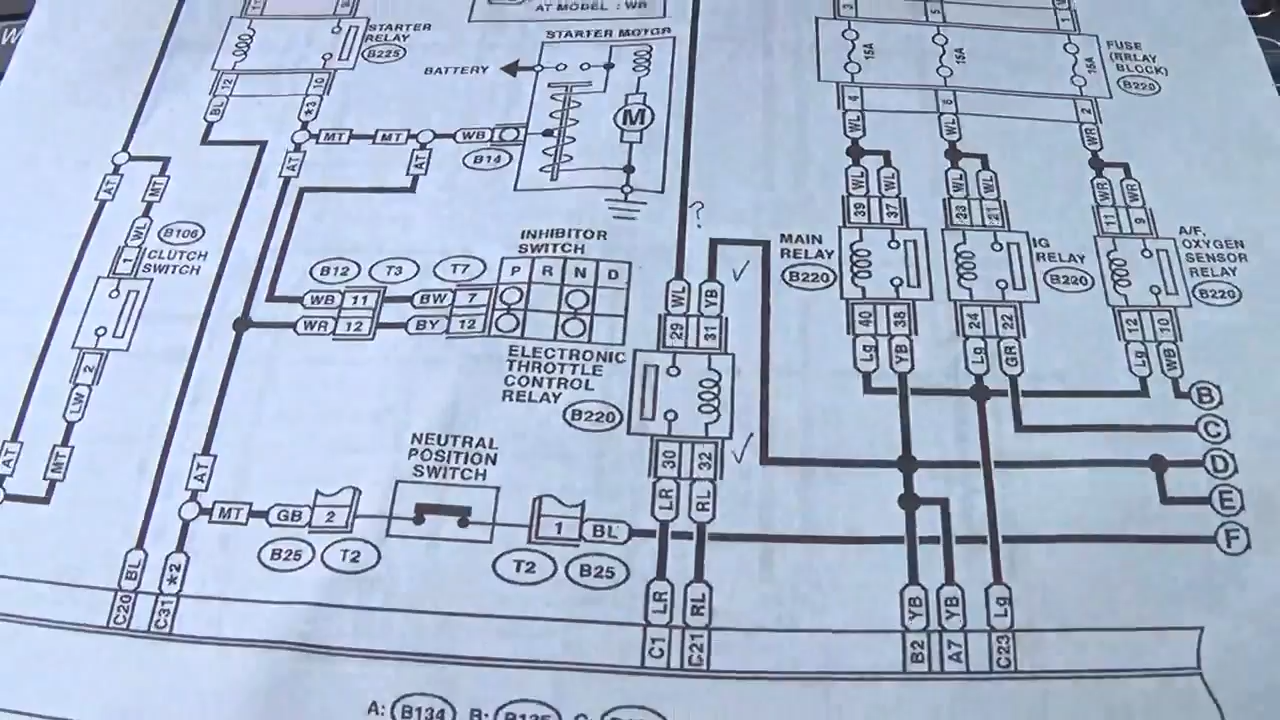 AT MODEL : WR
STARTER
RELAY
B225
12
10
BL
*3
AT
MT
MT
AT
WB
B14
STARTER MOTOR
BATTERY
M
3
5
1
15A
15A
15A
FUSE
(RRLAY
BLOCK)
B220
4
6
2
WL
WL
WR
WL
WL
WL
WL
WR
WR
39
37
23
21
11
9
AT
MT
WL
1
B106
CLUTCH
SWITCH
2
LW
MT
AT
B12
T3
T7
WB
11
BW
7
WR
12
BY
12
INHIBITOR
SWITCH
P
R
N
D
?
WL
YB
29
31
ELECTRONIC
THROTTLE
CONTROL
RELAY
B220
30
32
LR
RL
MAIN
RELAY
B220
IG
RELAY
B220
A/F,
OXYGEN
SENSOR
RELAY
B220
40
38
24
22
12
10
Lg
YB
Lg
GR
Lg
WB
B
C
D
E
F
AT
MT
GB
2
B25
T2
NEUTRAL
POSITION
SWITCH
1
BL
T2
B25
BL
*2
C20
C31
LR
RL
C1
C21
YB
YB
Lg
B2
A7
C23
A:
B134
B: